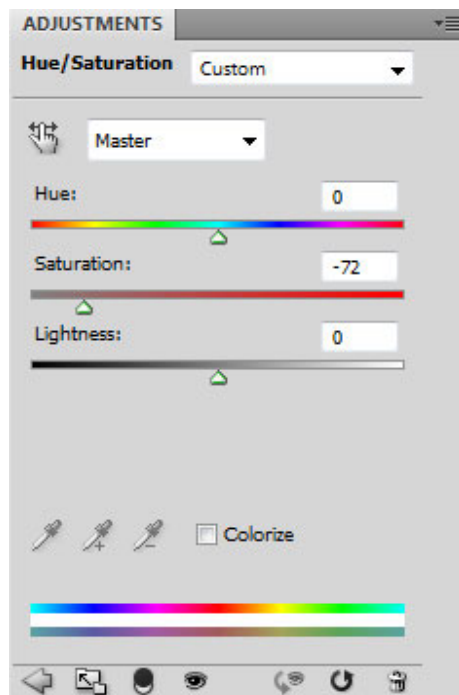 ADJUSTMENTS
Hue/Saturation Custom
Master
Hue: 0
Saturation: -72
Lightness: 0
Colorize